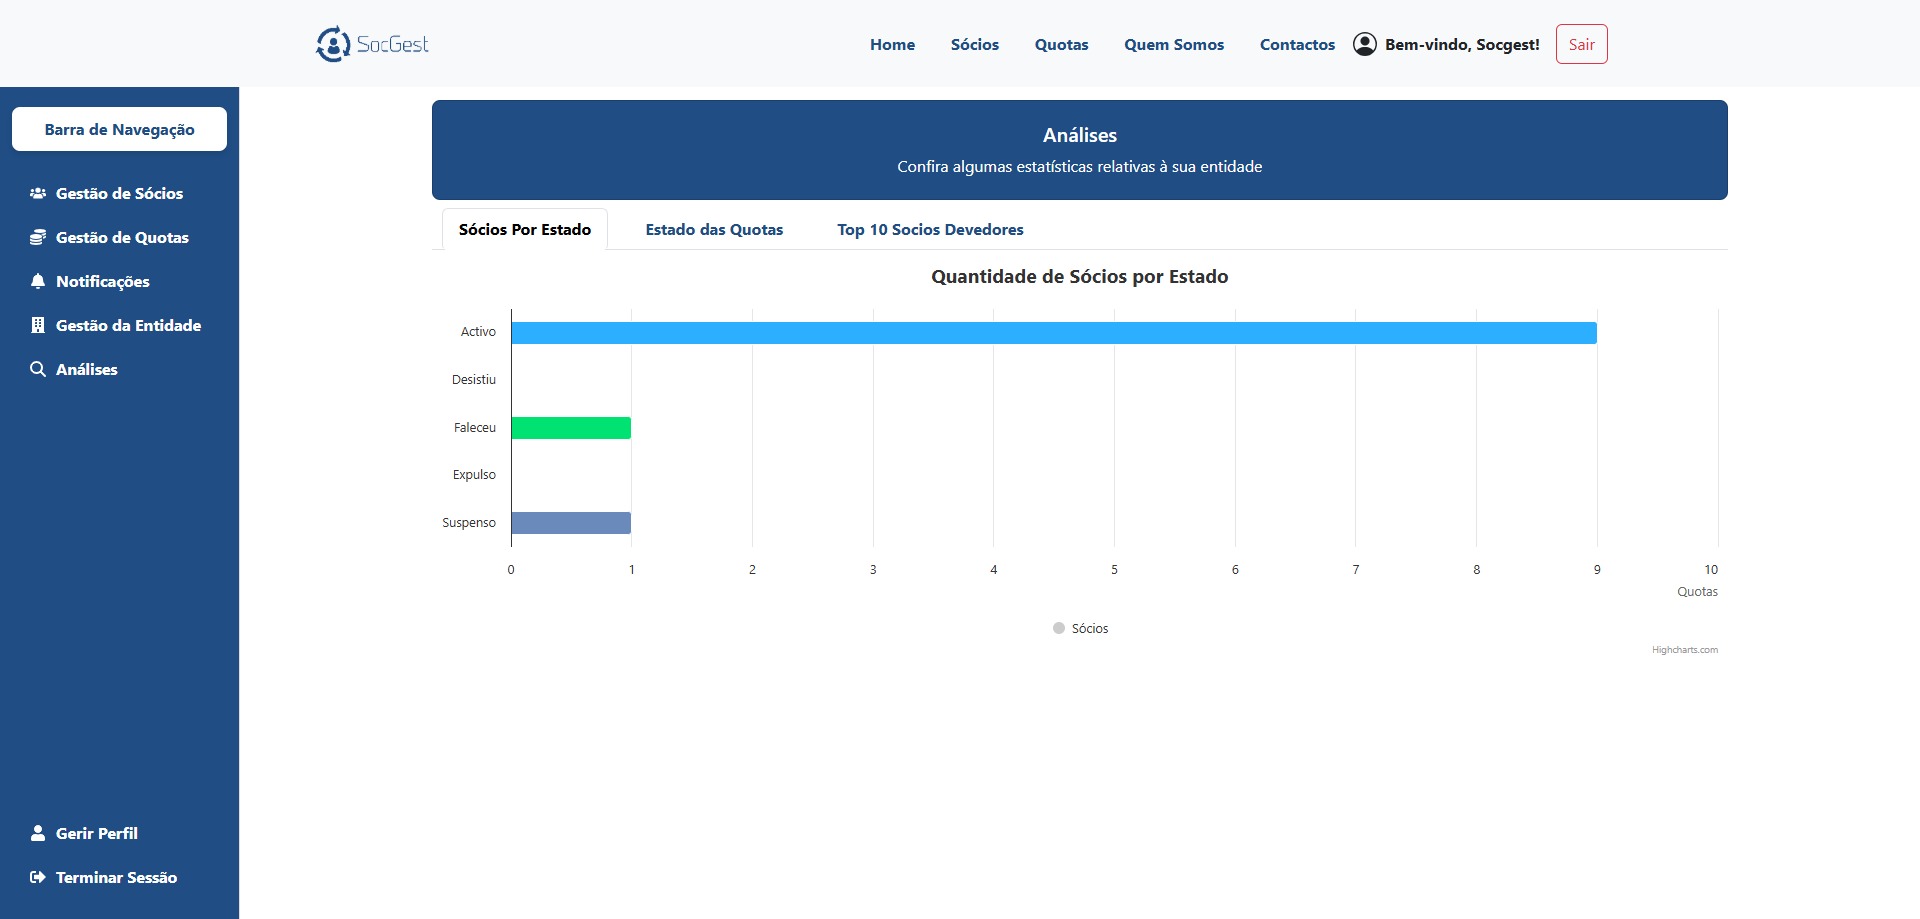 SocGest
Home
Sócios
Quotas
Quem Somos
Contactos
Bem-vindo, Socgest!
Sair
Barra de Navegação
Gestão de Sócios
Gestão de Quotas
Notificações
Gestão da Entidade
Análises
Gerir Perfil
Terminar Sessão
Análises
Confira algumas estatísticas relativas à sua entidade
Sócios Por Estado
Estado das Quotas
Top 10 Socios Devedores
Quantidade de Sócios por Estado
Activo
Desistiu
Faleceu
Expulso
Suspenso
0 1 2 3 4 5 6 7 8 9 10
Quotas
Sócios
Highcharts.com